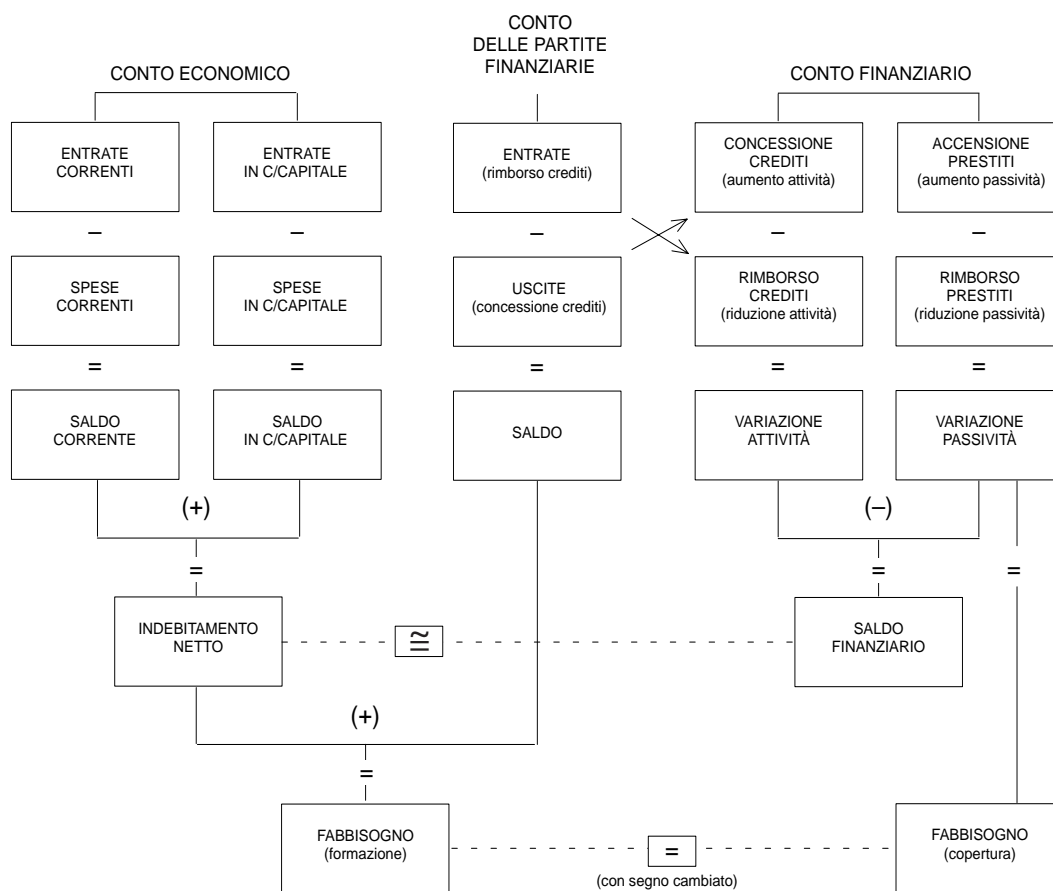 CONTO
DELLE PARTITE
FINANZIARIE
CONTO ECONOMICO
CONTO FINANZIARIO
ENTRATE
CORRENTI
ENTRATE
IN C/CAPITALE
ENTRATE
(rimborso crediti)
CONCESSIONE
CREDITI
(aumento attività)
ACCENSIONE
PRESTITI
(aumento passività)
– – – – –
SPESE
CORRENTI
SPESE
IN C/CAPITALE
USCITE
(concessione crediti)
RIMBORSO
CREDITI
(riduzione attività)
RIMBORSO
PRESTITI
(riduzione passività)
= = = = =
SALDO
CORRENTE
SALDO
IN C/CAPITALE
SALDO
VARIAZIONE
ATTIVITÀ
VARIAZIONE
PASSIVITÀ
(+)
(–)
= = =
INDEBITAMENTO
NETTO
≅
SALDO
FINANZIARIO
(+)
=
FABBISOGNO
(formazione)
=
(con segno cambiato)
FABBISOGNO
(copertura)